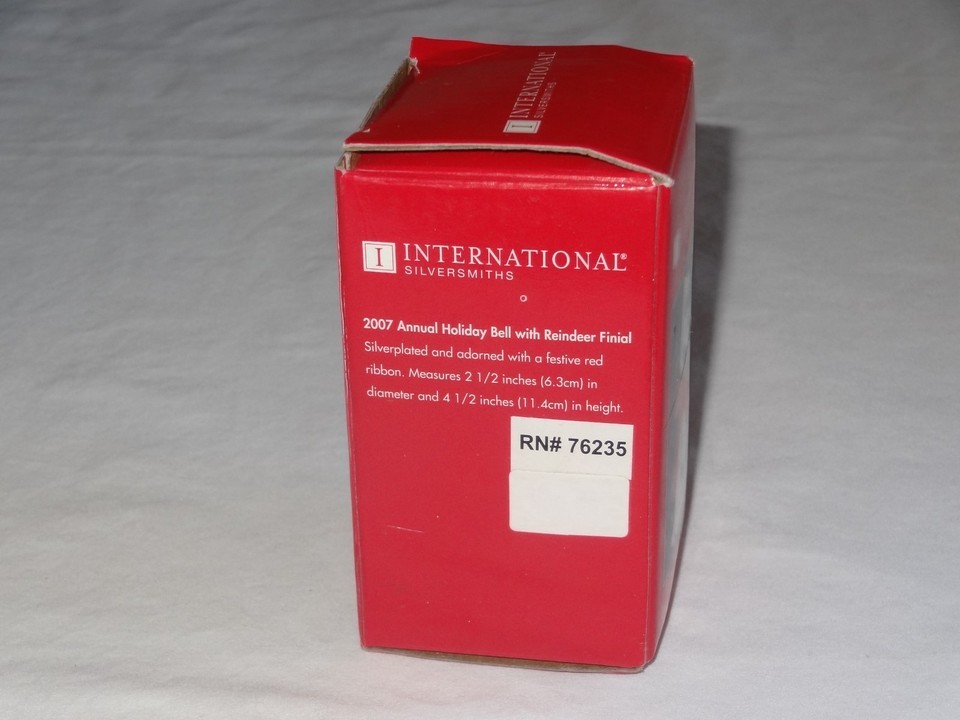 I INTERNATIONAL
SILVERSMITHS
I INTERNATIONAL®
SILVERSMITHS
2007 Annual Holiday Bell with Reindeer Finial
Silverplated and adorned with a festive red
ribbon. Measures 2 1/2 inches (6.3cm) in
diameter and 4 1/2 inches (11.4cm) in height.
RN# 76235